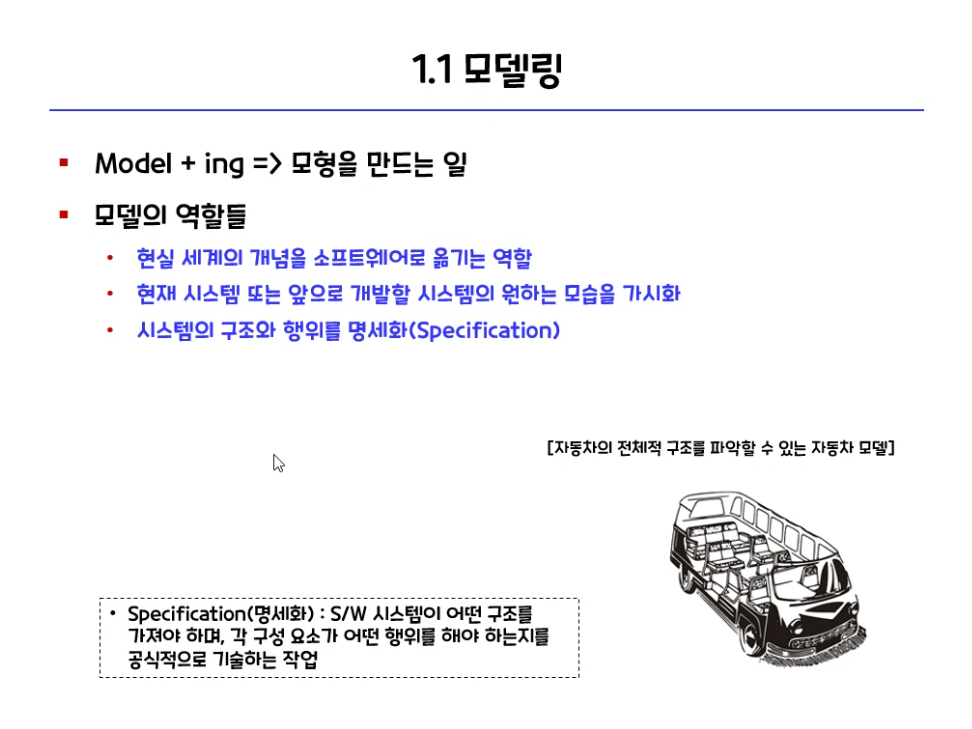 1.1 모델링
Model + ing => 모형을 만드는 일
모델의 역할들
현실 세계의 개념을 소프트웨어로 옮기는 역할
현재 시스템 또는 앞으로 개발할 시스템의 원하는 모습을 가시화
시스템의 구조와 행위를 명세화(Specification)
[자동차의 전체적 구조를 파악할 수 있는 자동차 모델]
Specification(명세화) : S/W 시스템이 어떤 구조를
가져야 하며, 각 구성 요소가 어떤 행위를 해야 하는지를
공식적으로 기술하는 작업